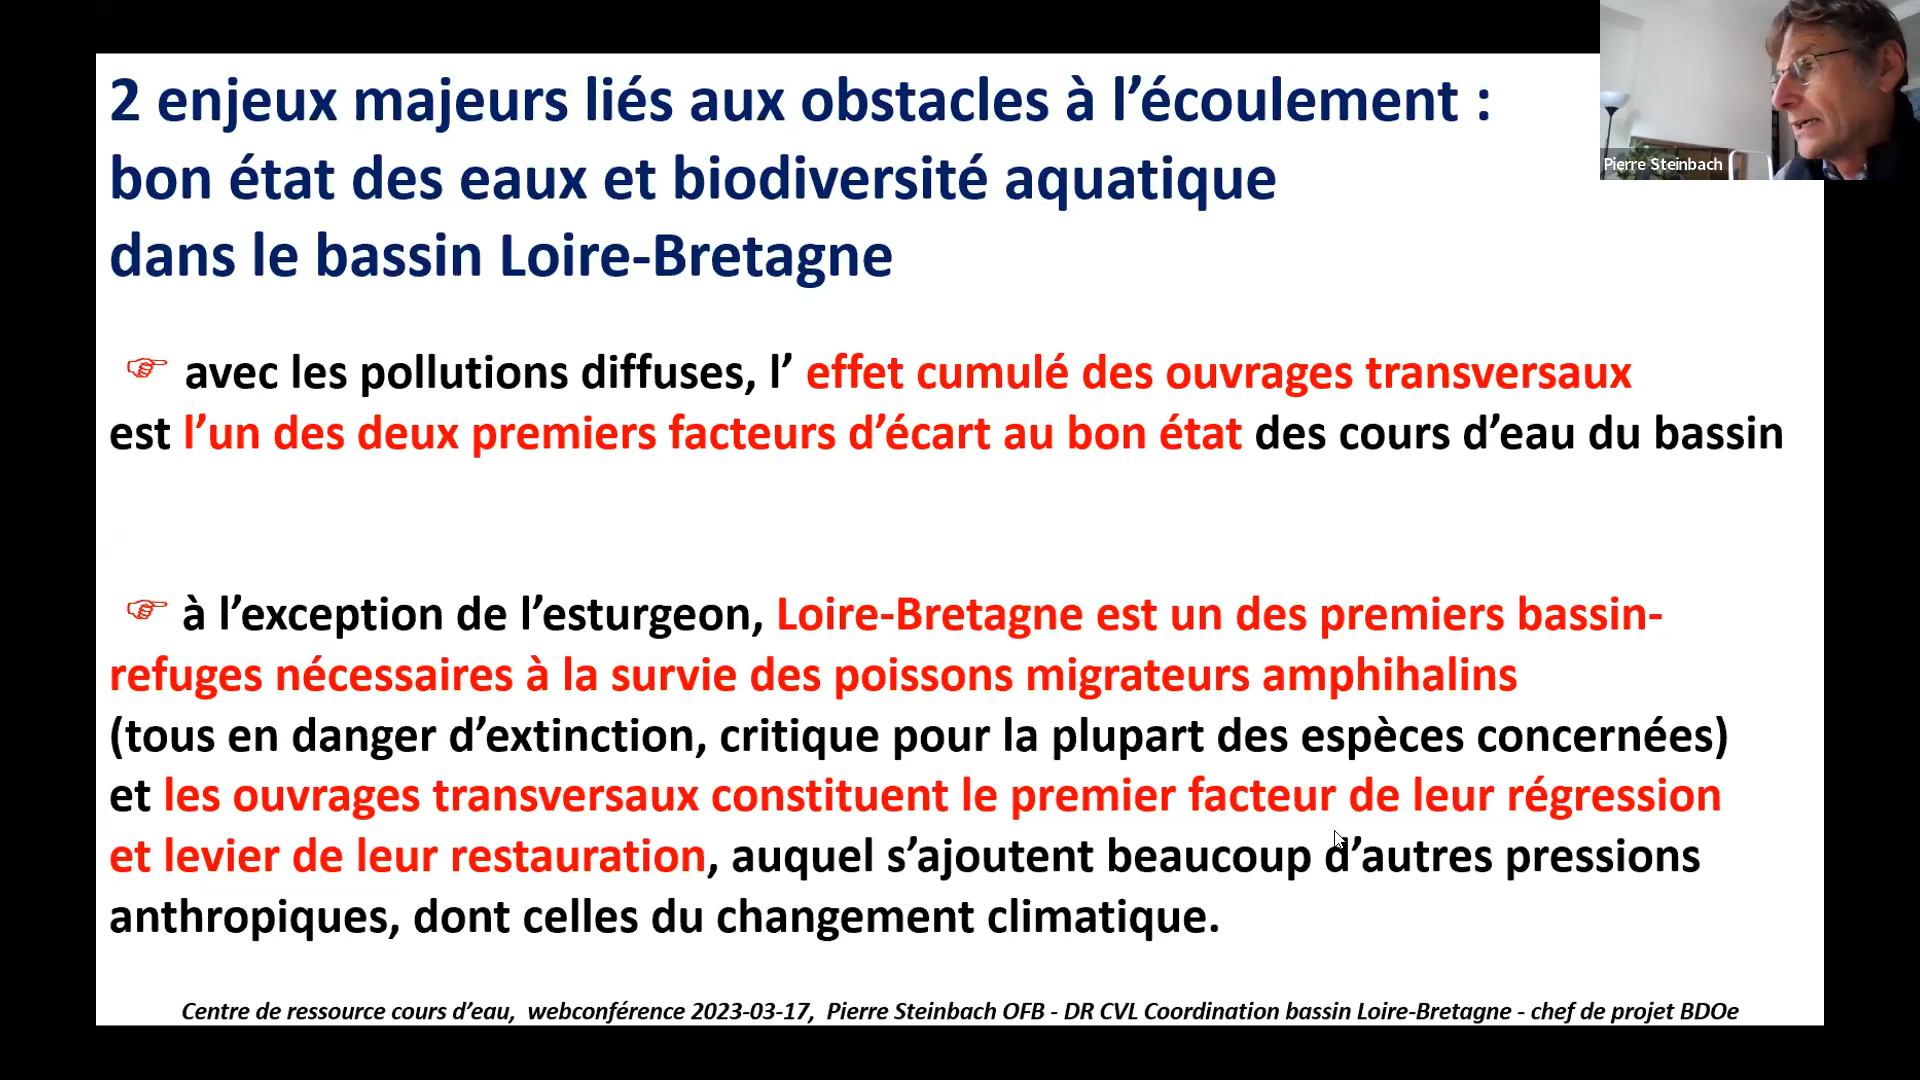 2 enjeux majeurs liés aux obstacles à l’écoulement :
bon état des eaux et biodiversité aquatique
dans le bassin Loire-Bretagne
Pierre Steinbach
☞ avec les pollutions diffuses, l’ effet cumulé des ouvrages transversaux
est l’un des deux premiers facteurs d’écart au bon état des cours d’eau du bassin
☞ à l’exception de l’esturgeon, Loire-Bretagne est un des premiers bassin-
refuges nécessaires à la survie des poissons migrateurs amphihalins
(tous en danger d’extinction, critique pour la plupart des espèces concernées)
et les ouvrages transversaux constituent le premier facteur de leur régression
et levier de leur restauration, auquel s’ajoutent beaucoup d’autres pressions
anthropiques, dont celles du changement climatique.
Centre de ressource cours d’eau, webconférence 2023-03-17, Pierre Steinbach OFB - DR CVL Coordination bassin Loire-Bretagne - chef de projet BDOe